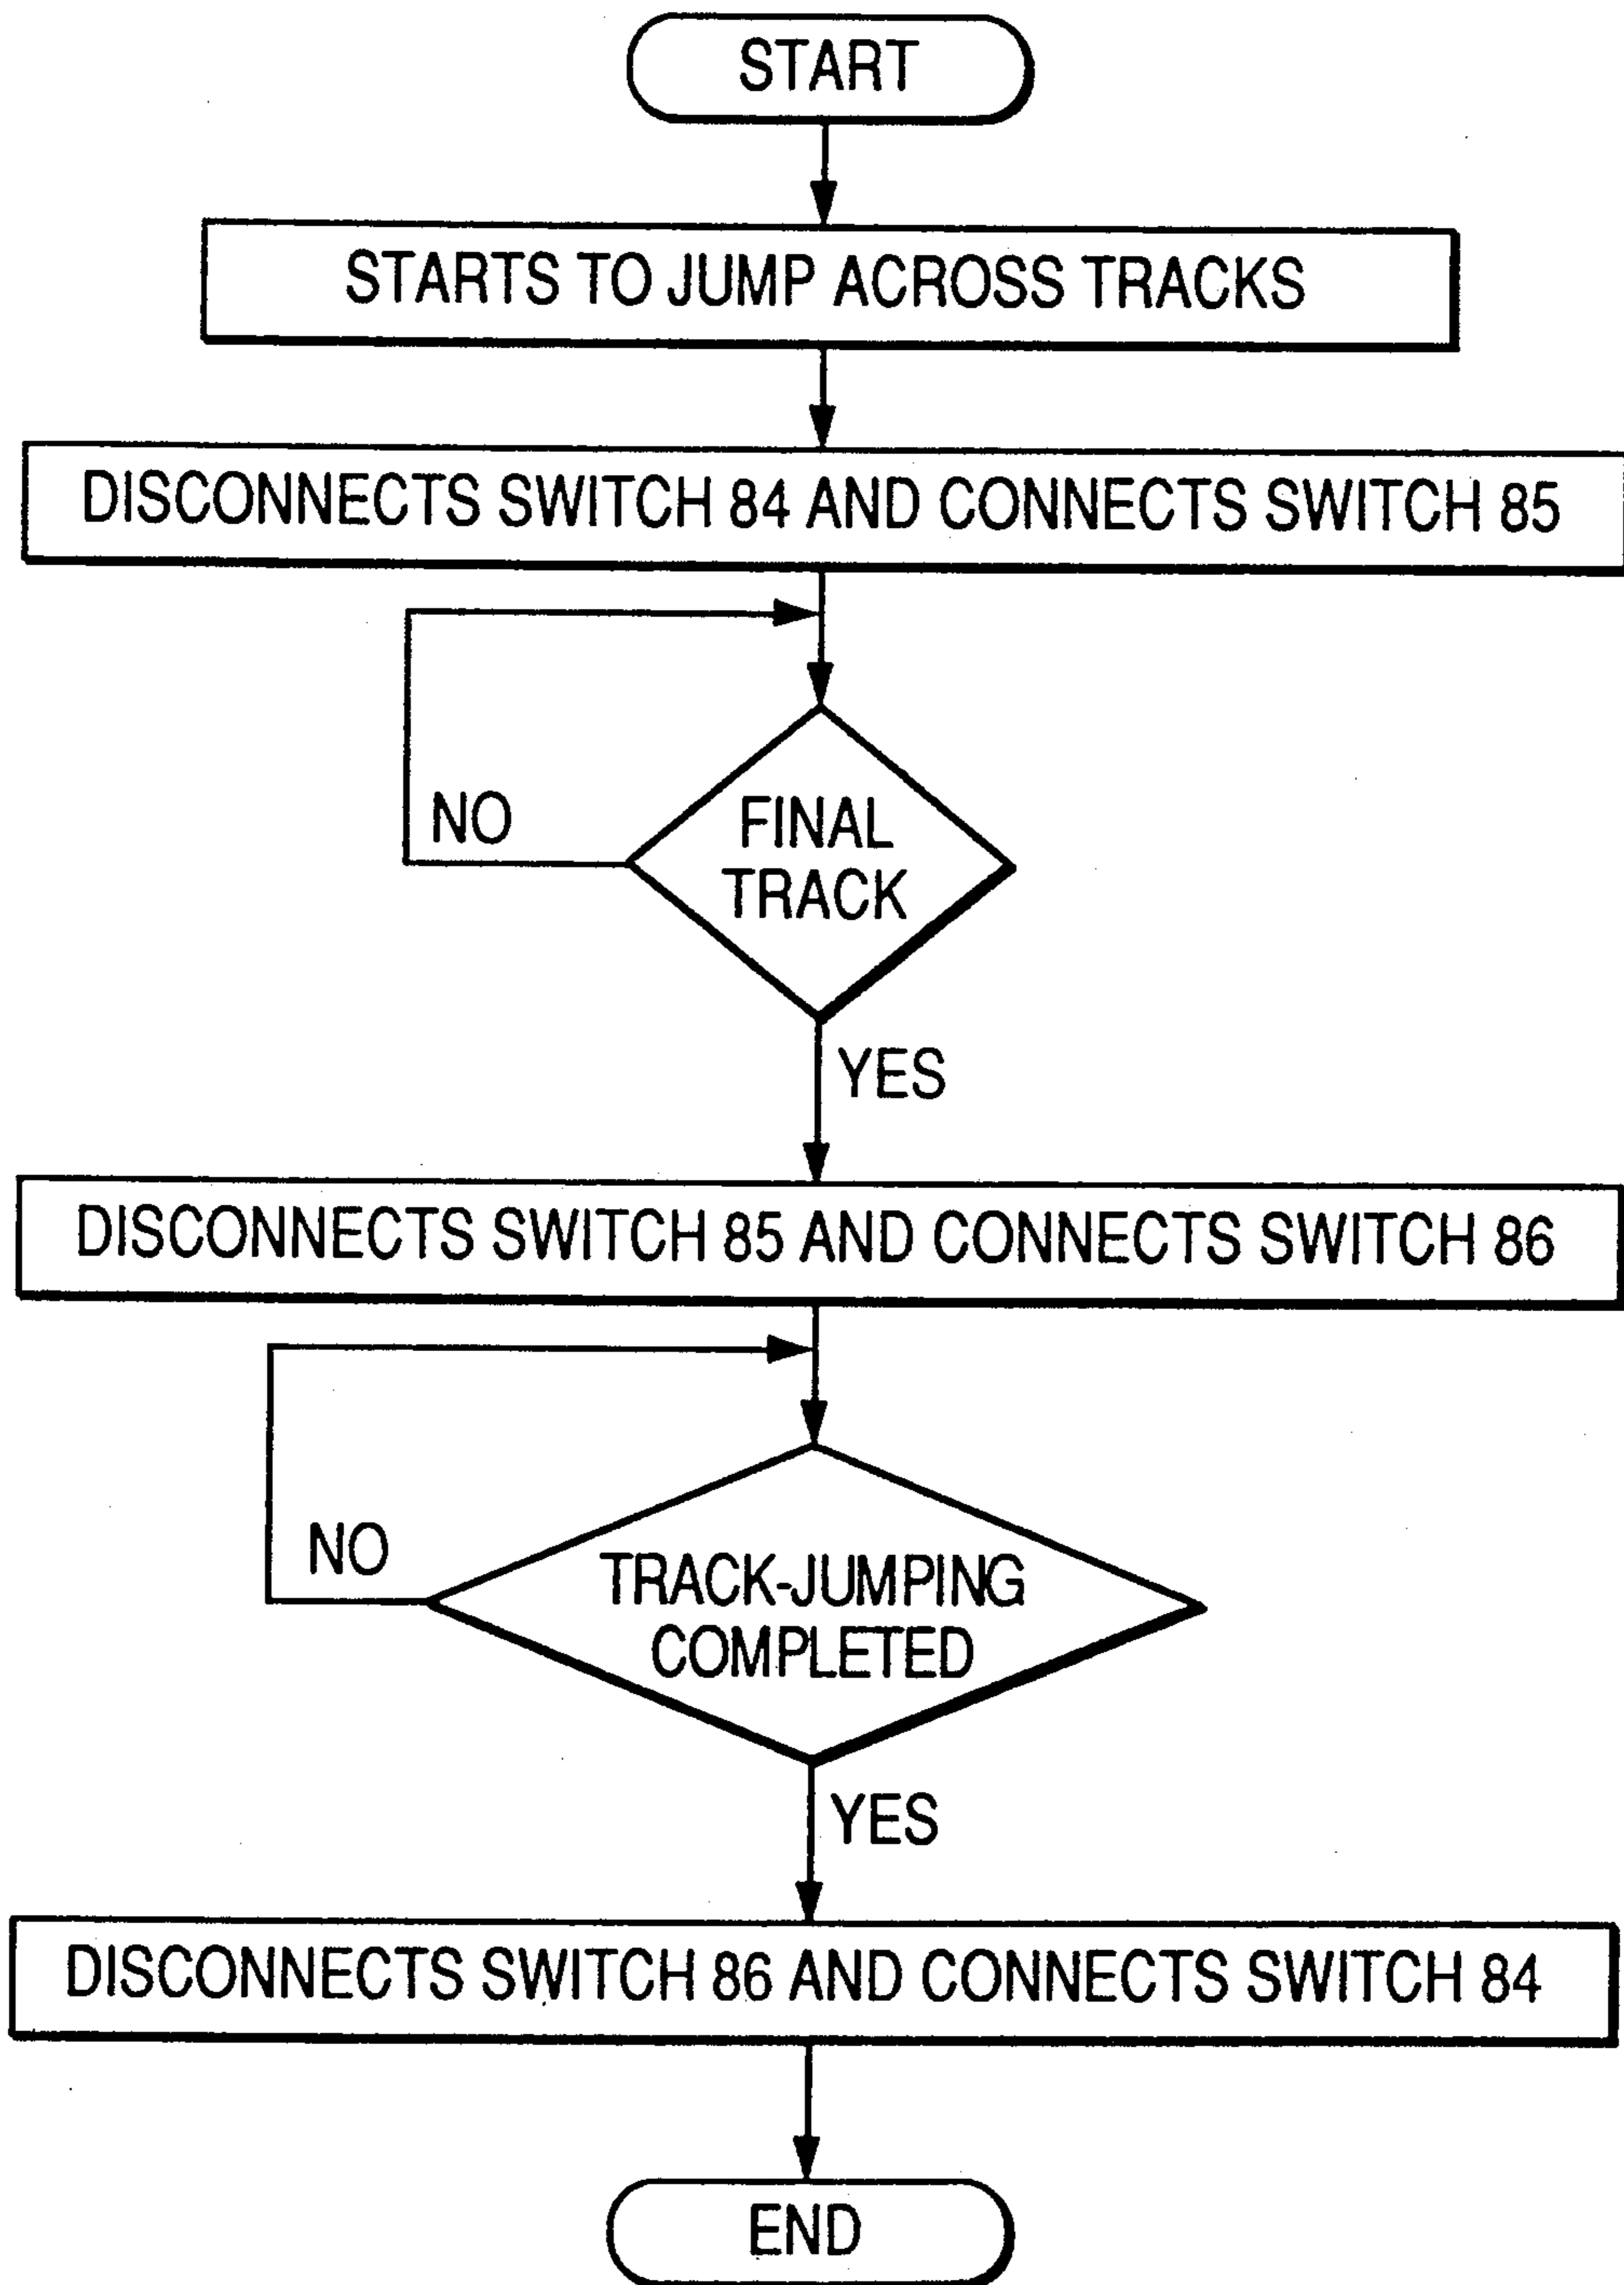 START
STARTS TO JUMP ACROSS TRACKS
DISCONNECTS SWITCH 84 AND CONNECTS SWITCH 85
NO
FINAL
TRACK
YES
DISCONNECTS SWITCH 85 AND CONNECTS SWITCH 86
NO
TRACK-JUMPING
COMPLETED
YES
DISCONNECTS SWITCH 86 AND CONNECTS SWITCH 84
END